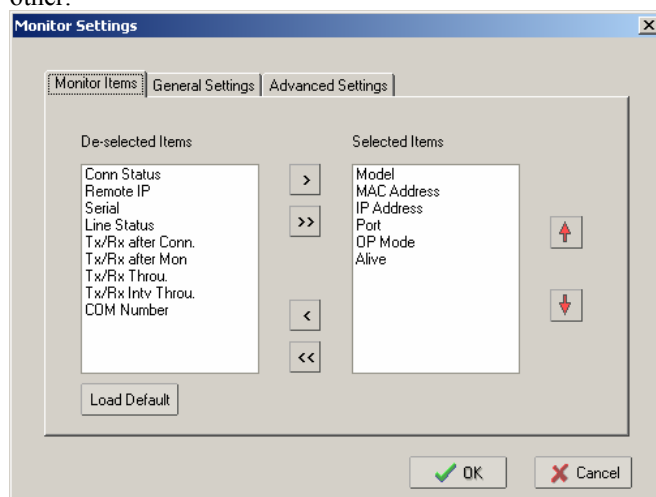 other.
Monitor Settings
Monitor Items General Settings Advanced Settings
De-selected Items
Conn Status
Remote IP
Serial
Line Status
Tx/Rx after Conn.
Tx/Rx after Mon
Tx/Rx Throu.
Tx/Rx Intv Throu.
COM Number
>
>>
<
<<
Selected Items
Model
MAC Address
IP Address
Port
OP Mode
Alive
Load Default
OK Cancel